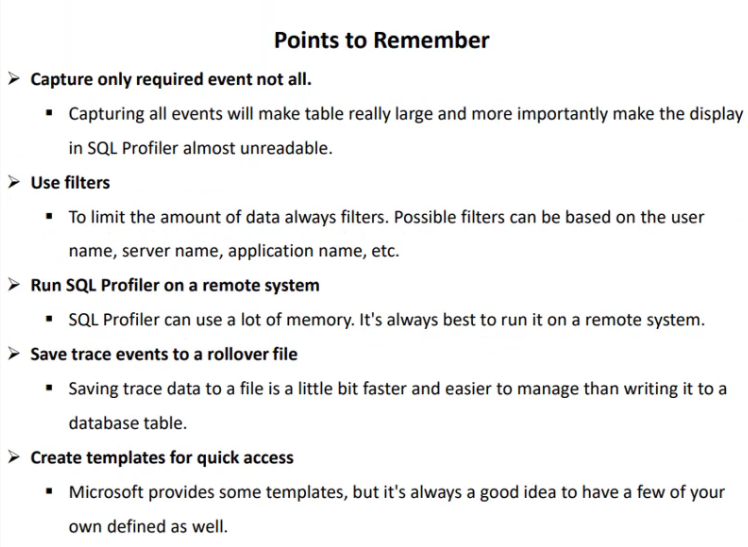 Points to Remember
➢ Capture only required event not all.
▪ Capturing all events will make table really large and more importantly make the display
in SQL Profiler almost unreadable.
➢ Use filters
▪ To limit the amount of data always filters. Possible filters can be based on the user
name, server name, application name, etc.
➢ Run SQL Profiler on a remote system
▪ SQL Profiler can use a lot of memory. It's always best to run it on a remote system.
➢ Save trace events to a rollover file
▪ Saving trace data to a file is a little bit faster and easier to manage than writing it to a
database table.
➢ Create templates for quick access
▪ Microsoft provides some templates, but it's always a good idea to have a few of your
own defined as well.